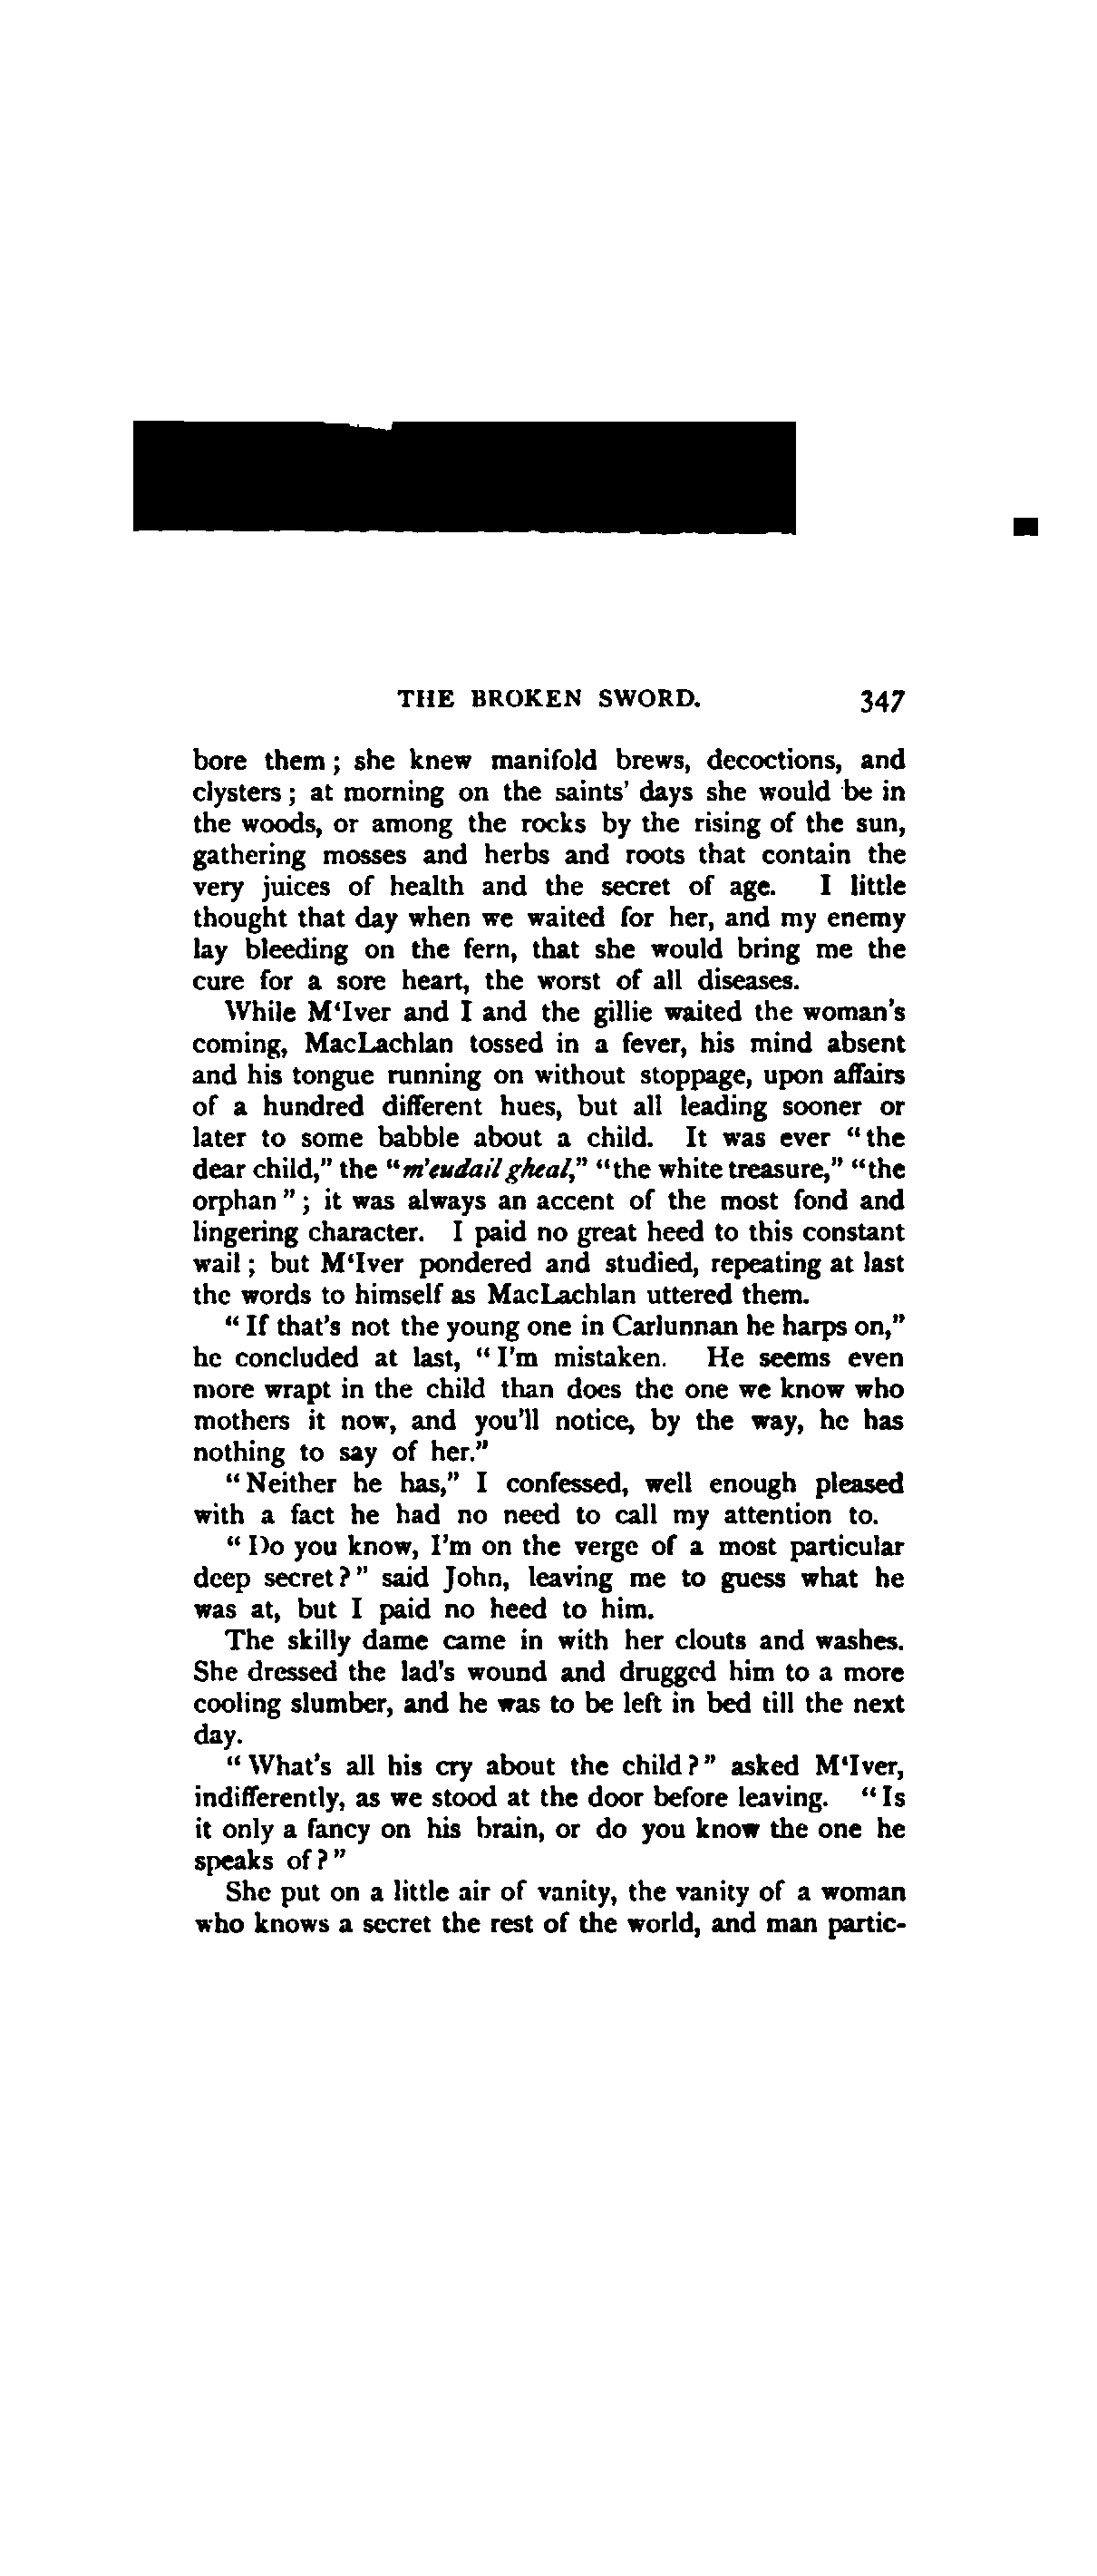 THE BROKEN SWORD. 347
bore them; she knew manifold brews, decoctions, and
clysters; at morning on the saints' days she would be in
the woods, or among the rocks by the rising of the sun,
gathering mosses and herbs and roots that contain the
very juices of health and the secret of age. I little
thought that day when we waited for her, and my enemy
lay bleeding on the fern, that she would bring me the
cure for a sore heart, the worst of all diseases.
While M‘Iver and I and the gillie waited the woman's
coming, MacLachlan tossed in a fever, his mind absent
and his tongue running on without stoppage, upon affairs
of a hundred different hues, but all leading sooner or
later to some babble about a child. It was ever “the
dear child,” the “m'eudail gheal,” “the white treasure,” “the
orphan”; it was always an accent of the most fond and
lingering character. I paid no great heed to this constant
wail; but M‘Iver pondered and studied, repeating at last
the words to himself as MacLachlan uttered them.
“If that's not the young one in Carlunnan he harps on,”
he concluded at last, “I'm mistaken. He seems even
more wrapt in the child than does the one we know who
mothers it now, and you'll notice, by the way, he has
nothing to say of her.”
“Neither he has,” I confessed, well enough pleased
with a fact he had no need to call my attention to.
“Do you know, I'm on the verge of a most particular
deep secret?” said John, leaving me to guess what he
was at, but I paid no heed to him.
The skilly dame came in with her clouts and washes.
She dressed the lad's wound and drugged him to a more
cooling slumber, and he was to be left in bed till the next
day.
“What's all his cry about the child?” asked M‘Iver,
indifferently, as we stood at the door before leaving. “Is
it only a fancy on his brain, or do you know the one he
speaks of?”
She put on a little air of vanity, the vanity of a woman
who knows a secret the rest of the world, and man partic-